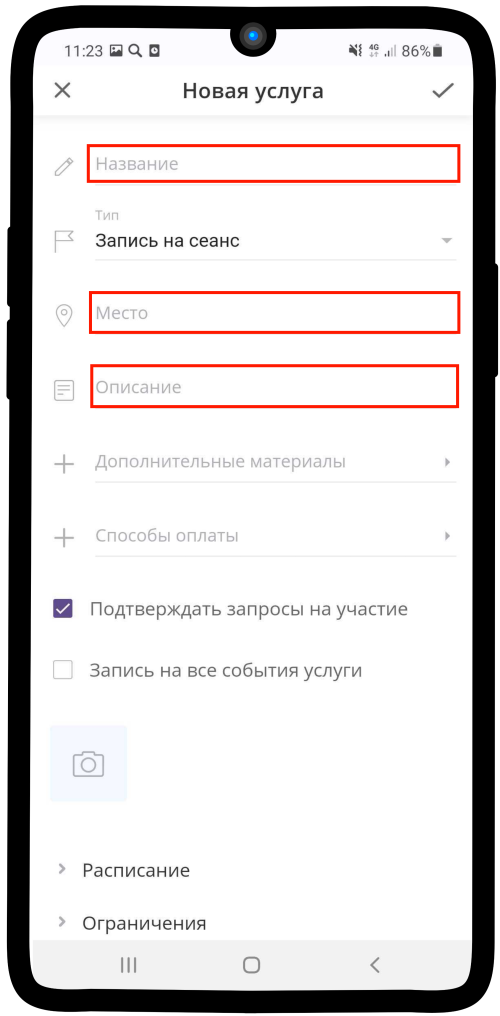 11:23 4G 86%
Новая услуга
Название
Тип
Запись на сеанс
Место
Описание
Дополнительные материалы
Способы оплаты
Подтверждать запросы на участие
Запись на все события услуги
Расписание
Ограничения